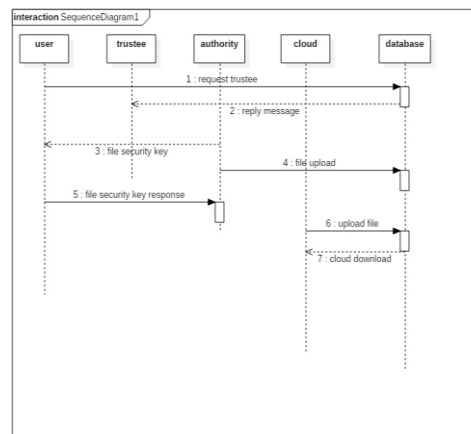 interaction SequenceDiagram1
user trustee authority cloud database
1 : request trustee
2 : reply message
3 : file security key
4 : file upload
5 : file security key response
6 : upload file
7 : cloud download